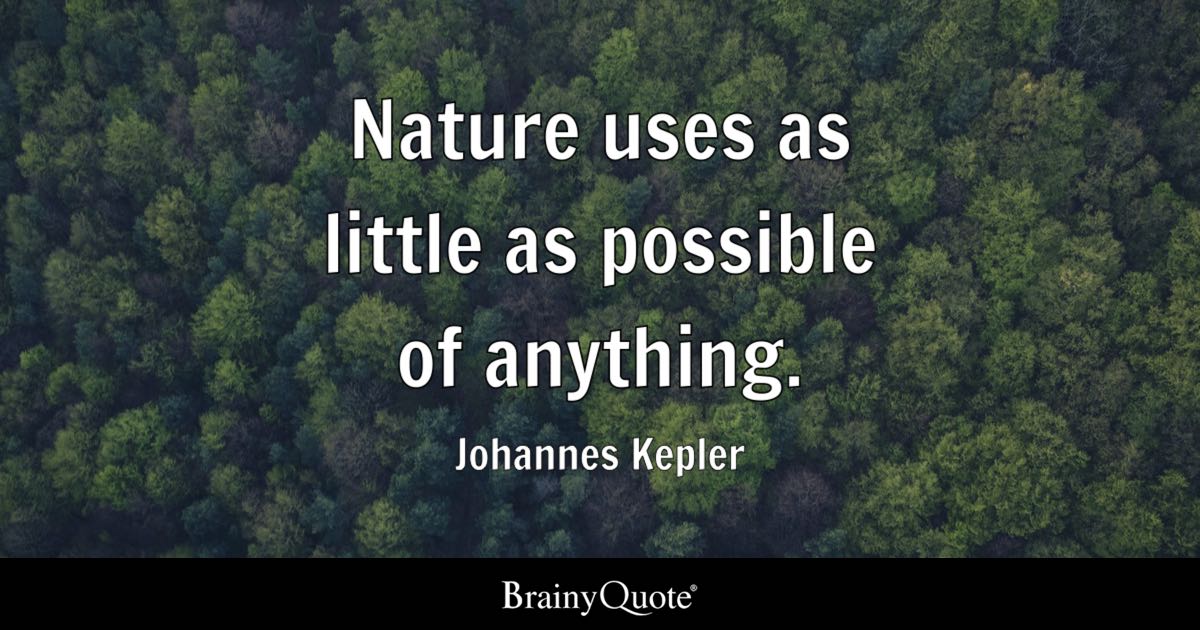 Nature uses as
little as possible
of anything.
Johannes Kepler
BrainyQuote®